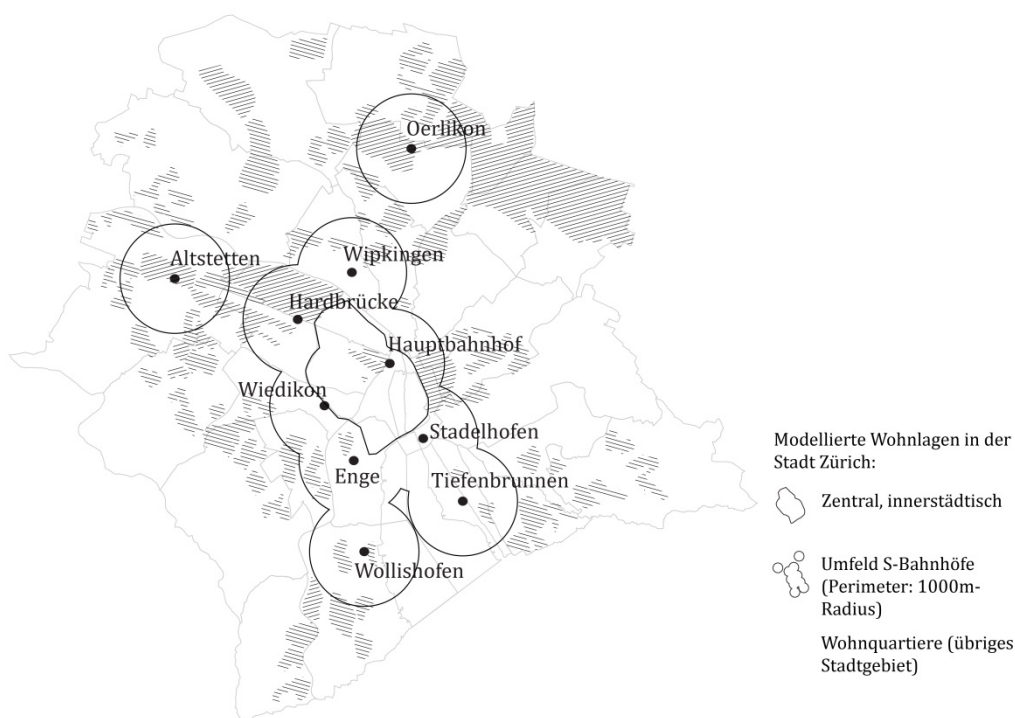 Oerlikon
Wipkingen
Altstetten
Hardbrücke
Hauptbahnhof
Wiedikon
Stadelhofen
Enge
Tiefenbrunnen
Wollishofen
Modellierte Wohnlagen in der
Stadt Zürich:
Zentral, innerstädtisch
Umfeld S-Bahnhöfe
(Perimeter: 1000m-
Radius)
Wohnquartiere (übriges
Stadtgebiet)